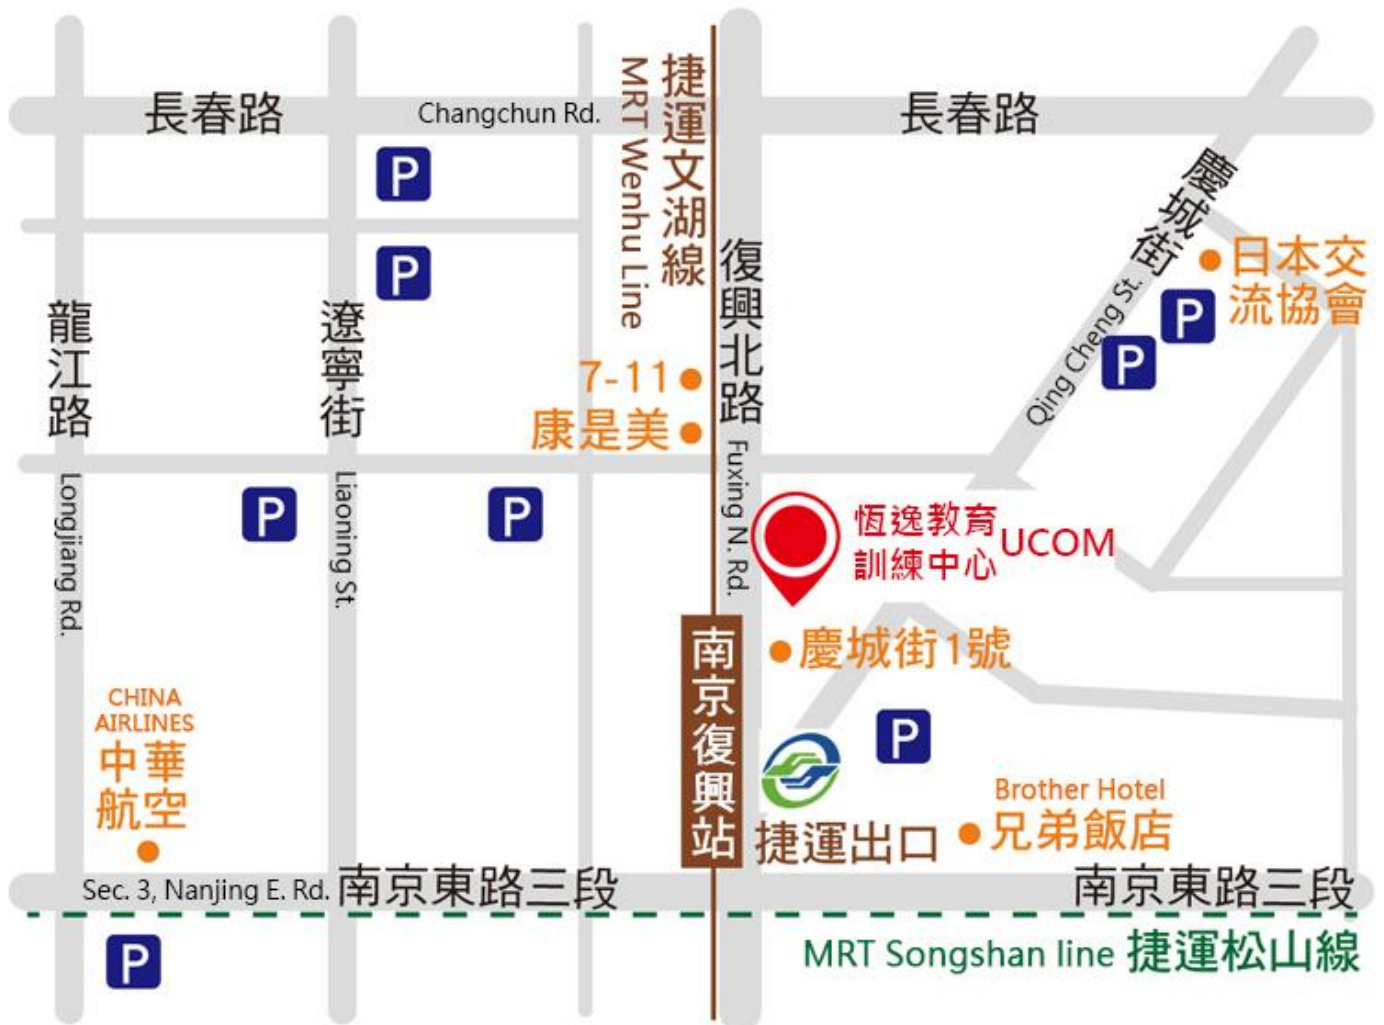 長春路
Changchun Rd.
長春路
捷運文湖線
MRT Wenhu Line
慶城街
Qing Cheng St.
日本交
流協會
P
P
P
P
龍江路
Longjiang Rd.
遼寧街
Liaoning St.
復興北路
Fuxing N. Rd.
7-11
康是美
P
P
恆逸教育
訓練中心
UCOM
慶城街1號
南京復興站
P
CHINA
AIRLINES
中華
航空
捷運出口
Brother Hotel
兄弟飯店
Sec. 3, Nanjing E. Rd.
南京東路三段
南京東路三段
P
MRT Songshan line 捷運松山線